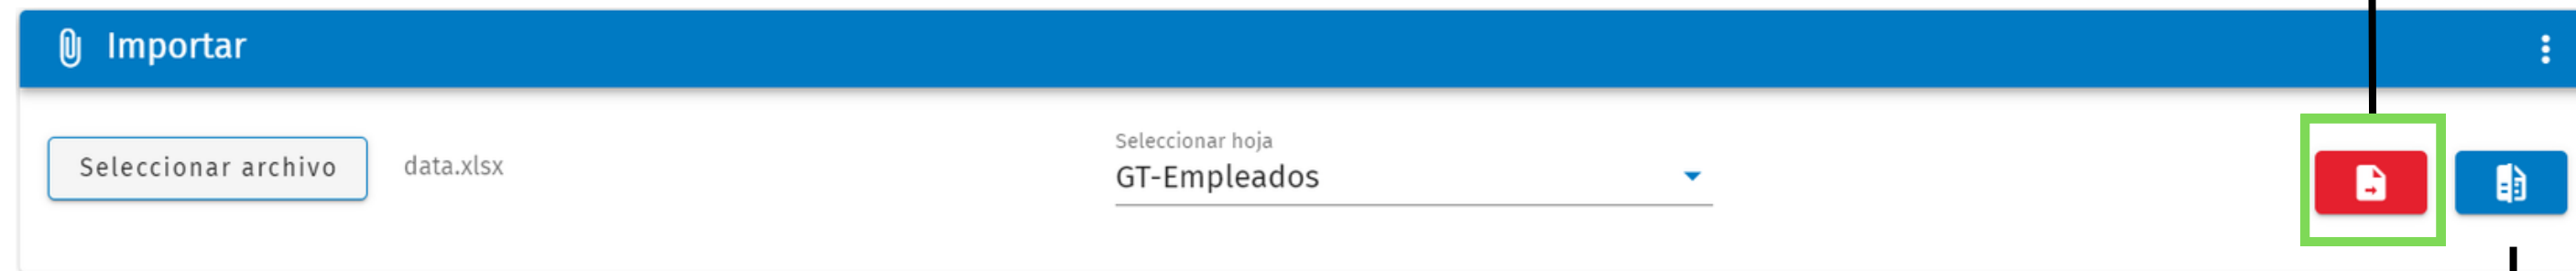 Importar
Seleccionar archivo
data.xlsx
Seleccionar hoja
GT-Empleados